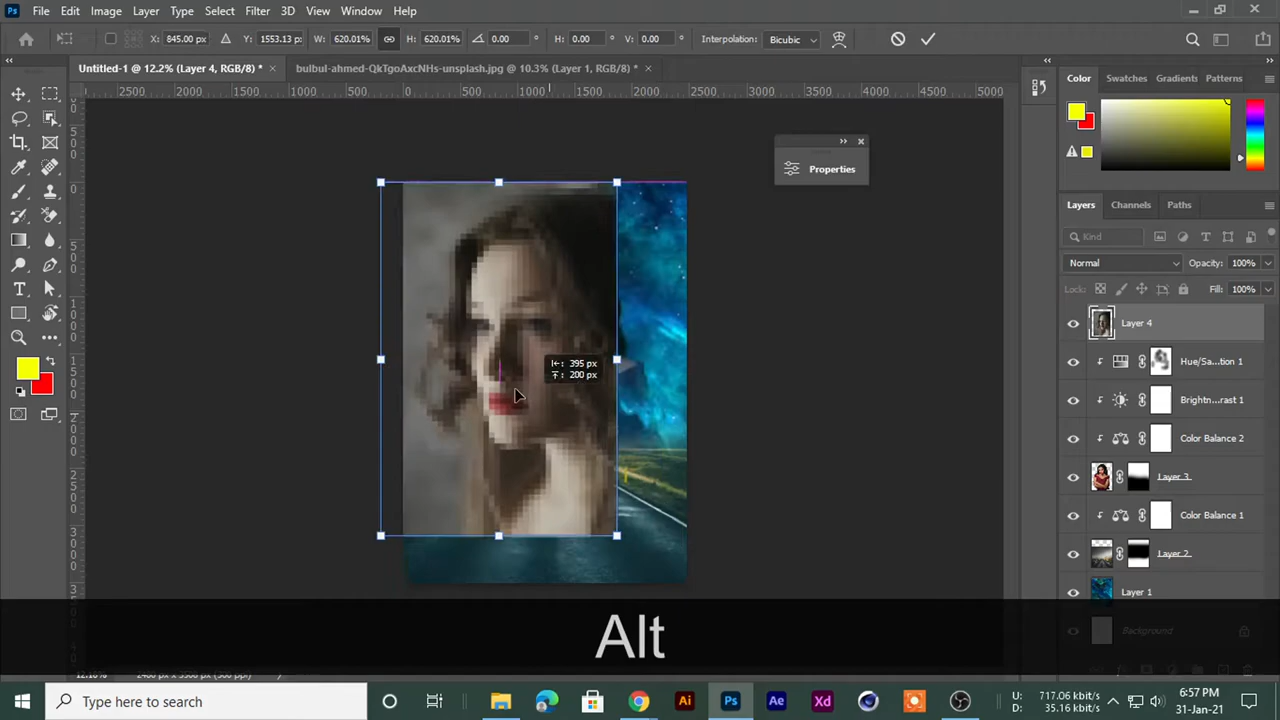 Ps File Edit Image Layer Type Select Filter 3D View Window Help
X: 845.00 px Y: 1553.13 p: W: 620.01% H: 620.01% 0.00 ° H: 0.00 ° V: 0.00 ° Interpolation: Bicubic
Untitled-1 @ 12.2% (Layer 4, RGB/8) * × bulbul-ahmed-QkTgoAxcNHs-unsplash.jpg @ 10.3% (Layer 1, RGB/8) * ×
2500 2000 1500 1000 500 0 500 1000 1500 2000 2500 3000 3500 4000 4500 5000
Color Swatches Gradients Patterns
Properties
Layers Channels Paths
Kind
Normal Opacity: 100%
Lock: Fill: 100%
Layer 4
395 px
200 px
Hue/Sartation 1
Brightn...rast 1
Color Balance 2
Layer 3
Color Balance 1
Layer 2
Layer 1
Background
Alt
Type here to search
Ai Ps Ae Xd
U: 717.06 kbit/s
D: 35.16 kbit/s
6:57 PM
31-Jan-21